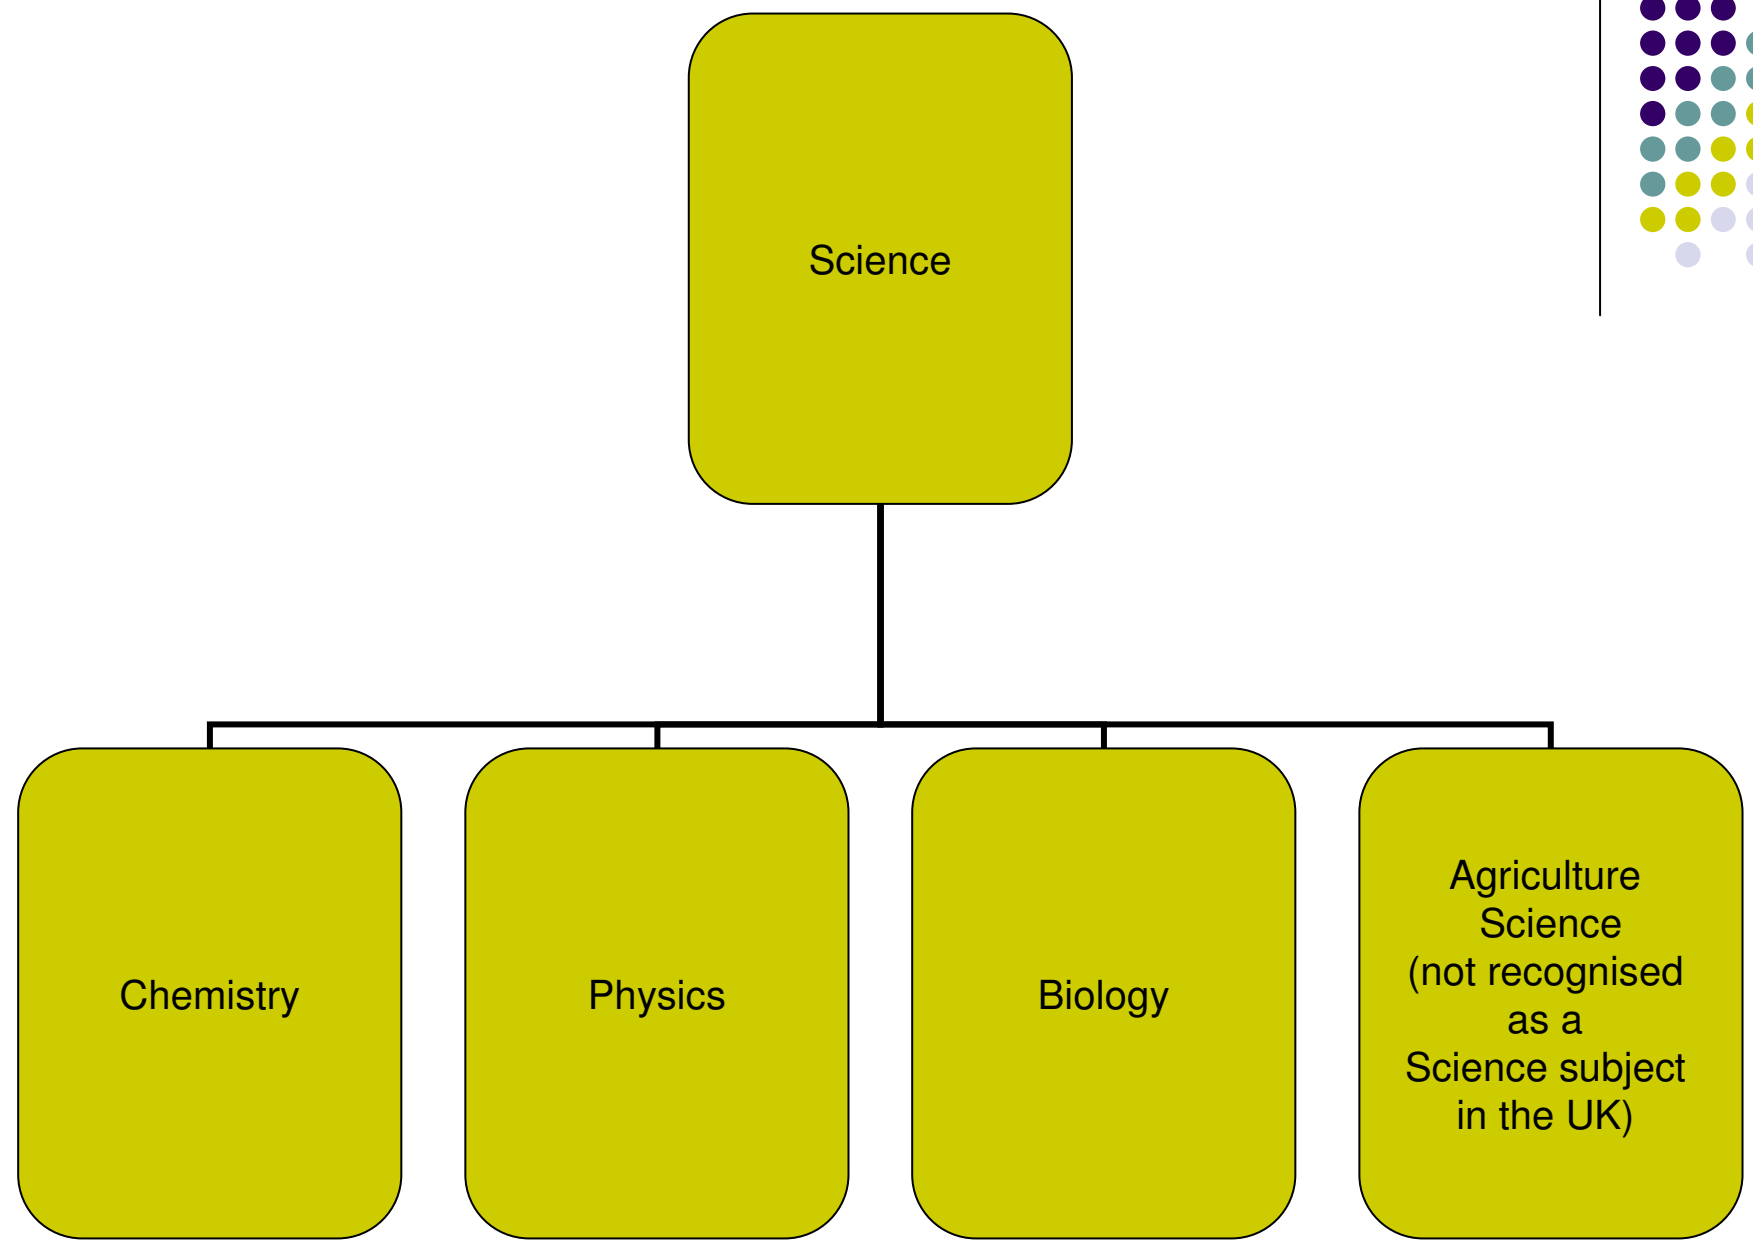 Science
Chemistry
Physics
Biology
Agriculture
Science
(not recognised
as a
Science subject
in the UK)